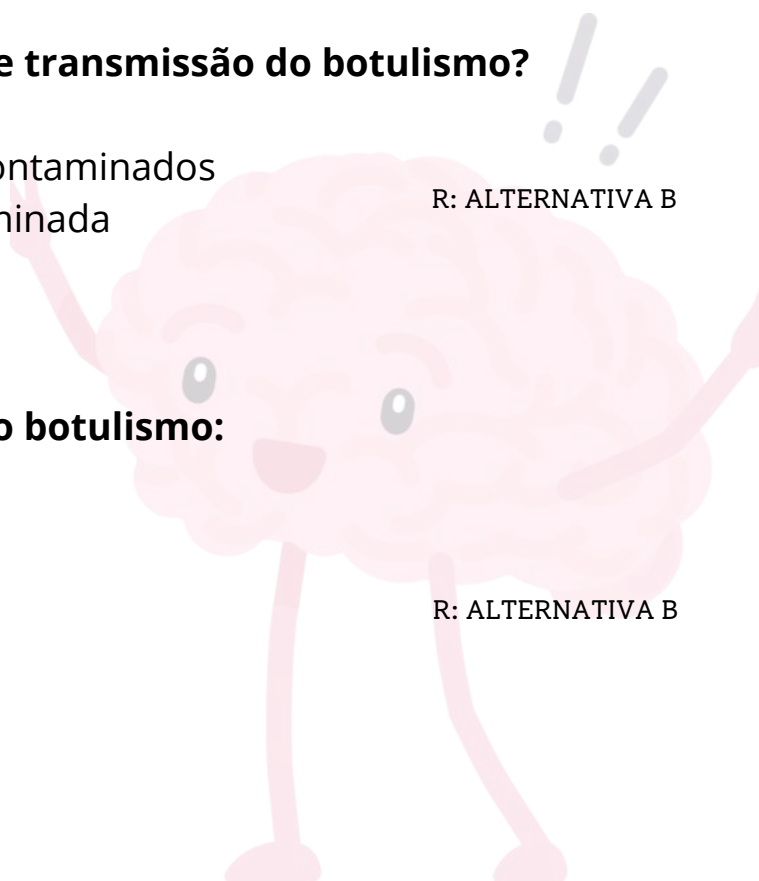 e transmissão do botulismo?
ontaminados
R: ALTERNATIVA B
ninada
o botulismo:
R: ALTERNATIVA B